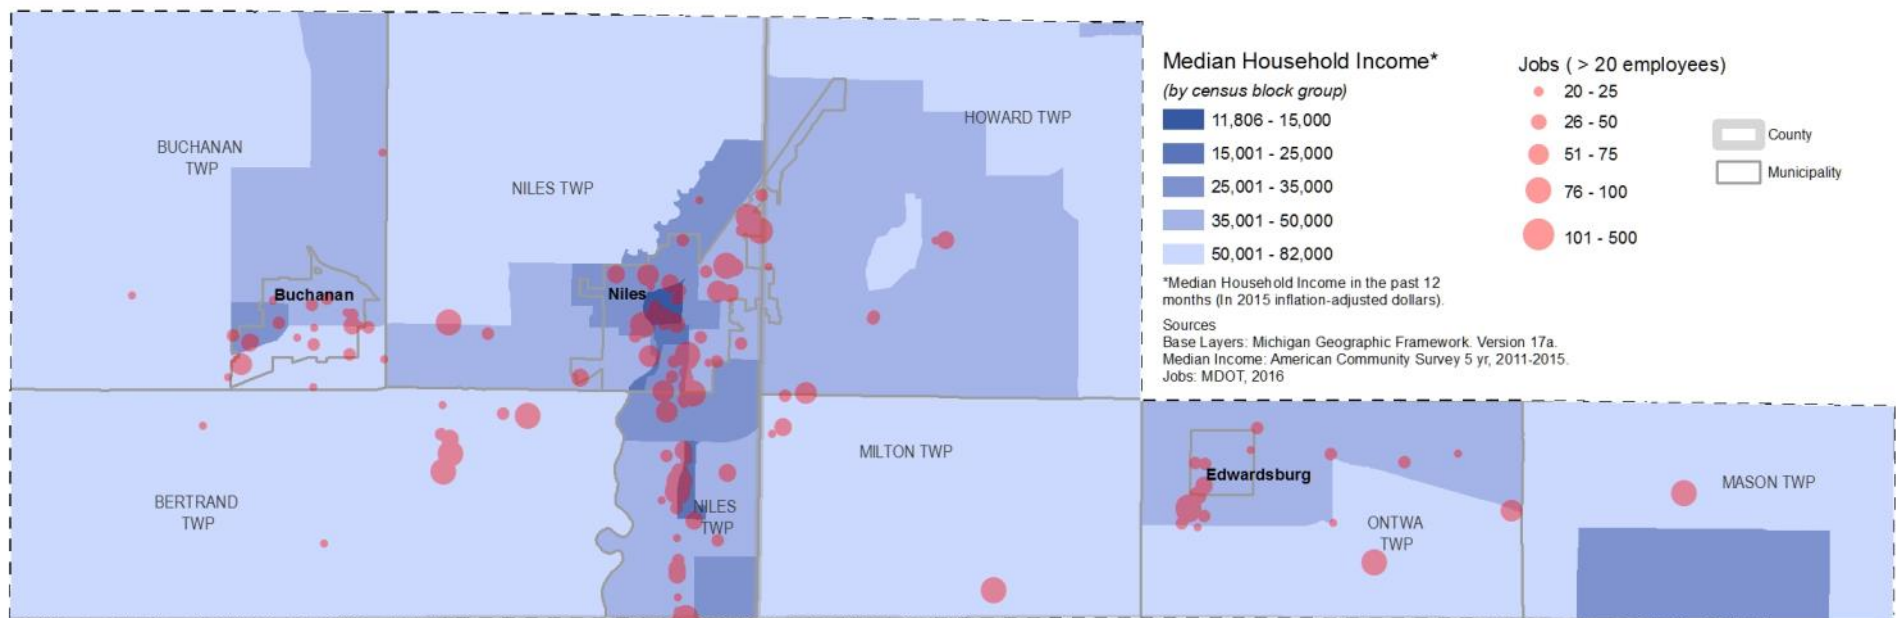 BUCHANAN
TWP
NILES TWP
HOWARD TWP
Buchanan
Niles
BERTRAND
TWP
NILES
TWP
MILTON TWP
Edwardsburg
ONTWA
TWP
MASON TWP
Median Household Income*
(by census block group)
11,806 - 15,000
15,001 - 25,000
25,001 - 35,000
35,001 - 50,000
50,001 - 82,000
*Median Household Income in the past 12
months (In 2015 inflation-adjusted dollars).
Sources
Base Layers: Michigan Geographic Framework. Version 17a.
Median Income: American Community Survey 5 yr, 2011-2015.
Jobs: MDOT, 2016
Jobs ( > 20 employees)
20 - 25
26 - 50
51 - 75
76 - 100
101 - 500
County
Municipality